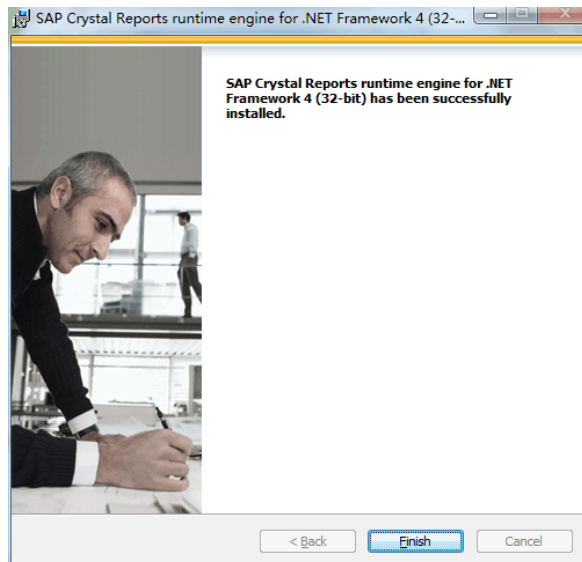 SAP Crystal Reports runtime engine for .NET Framework 4 (32-...
SAP Crystal Reports runtime engine for .NET
Framework 4 (32-bit) has been successfully
installed.
< Back
Finish
Cancel